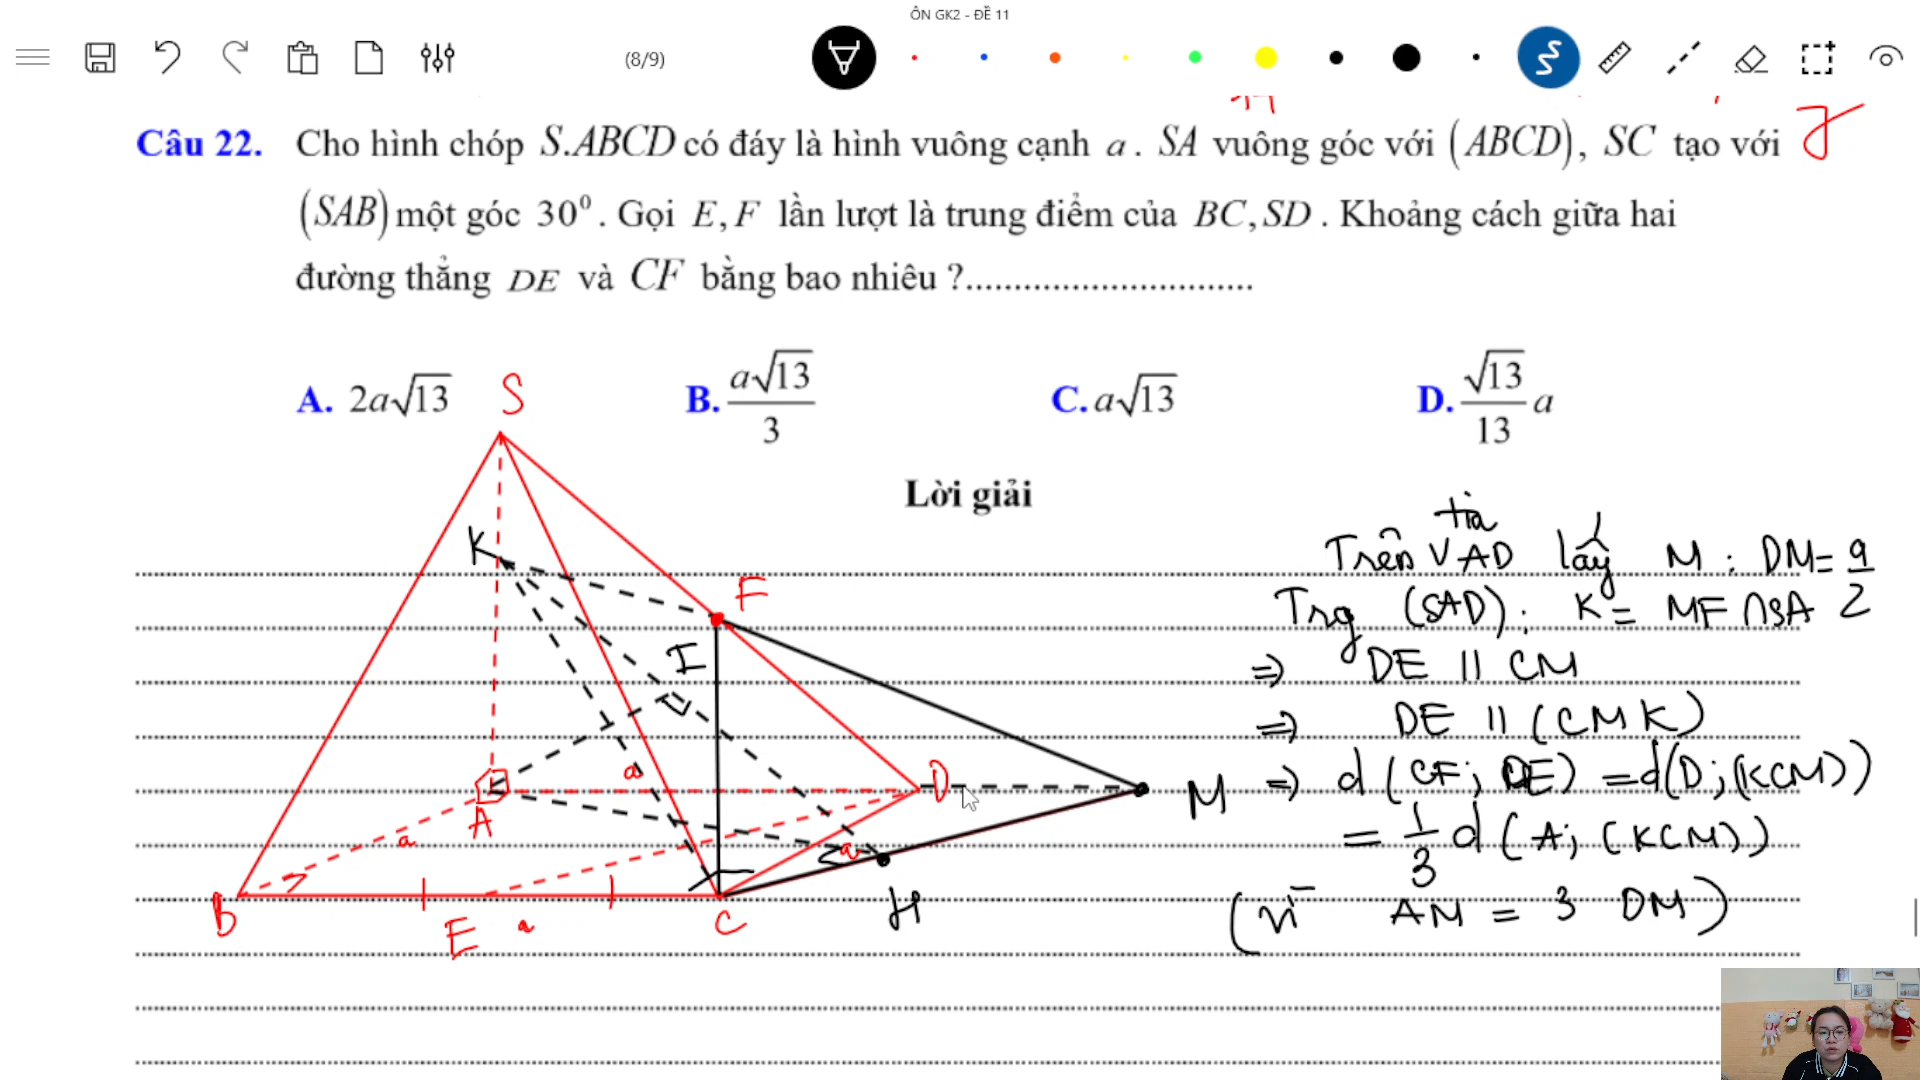 ÔN GK2 - ĐỀ 11
(8/9)
Câu 22. Cho hình chóp S.ABCD có đáy là hình vuông cạnh a . SA vuông góc với (ABCD), SC tạo với
(SAB) một góc 30⁰ . Gọi E, F lần lượt là trung điểm của BC, SD . Khoảng cách giữa hai
đường thẳng DE và CF bằng bao nhiêu ?..............................
A. 2a√13 B. a√13/3 C. a√13 D. √13/13 a
Lời giải
S
K
F
I
a
A
D
M
a
a
B
E
a
C
H
tia
Trên AD lấy M : DM = a/2
Trg (SAD) : K = MF ∩ SA
⇒ DE // CM
⇒ DE // (CMK)
⇒ d (CF; DE) = d(D; (KCM))
= 1/3 d (A; (KCM))
(vì AM = 3 DM)